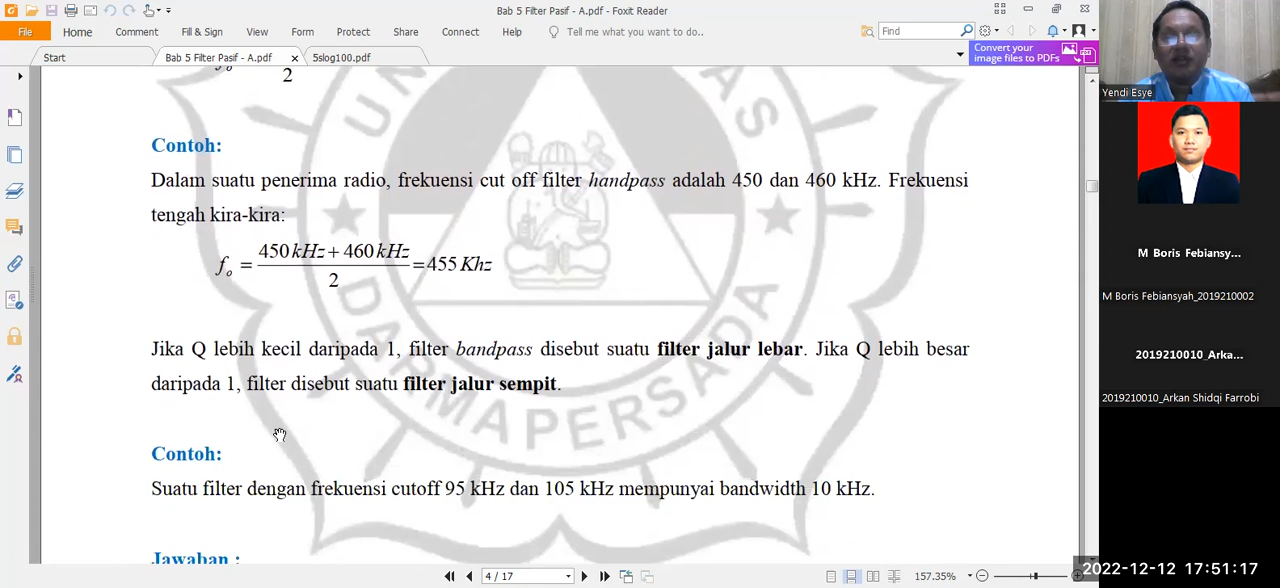 Bab 5 Filter Pasif - A.pdf - Foxit Reader
File Home Comment Fill & Sign View Form Protect Share Connect Help Tell me what you want to do.. Find
Start Bab 5 Filter Pasif - A.pdf 5slog100.pdf
Convert your
image files to PDFs
2
Contoh:
Dalam suatu penerima radio, frekuensi cut off filter handpass adalah 450 dan 460 kHz. Frekuensi
tengah kira-kira:
fo = 450 kHz + 460 kHz / 2 = 455 Khz
Jika Q lebih kecil daripada 1, filter bandpass disebut suatu filter jalur lebar. Jika Q lebih besar
daripada 1, filter disebut suatu filter jalur sempit.
Contoh:
Suatu filter dengan frekuensi cutoff 95 kHz dan 105 kHz mempunyai bandwidth 10 kHz.
Jawaban :
DARMA PERSADA
4 / 17
157.35%
Yendi Esye
M Boris Febiansy...
M Boris Febiansyah_2019210002
2019210010_Arka...
2019210010_Arkan Shidqi Farrobi
2022-12-12 17:51:17